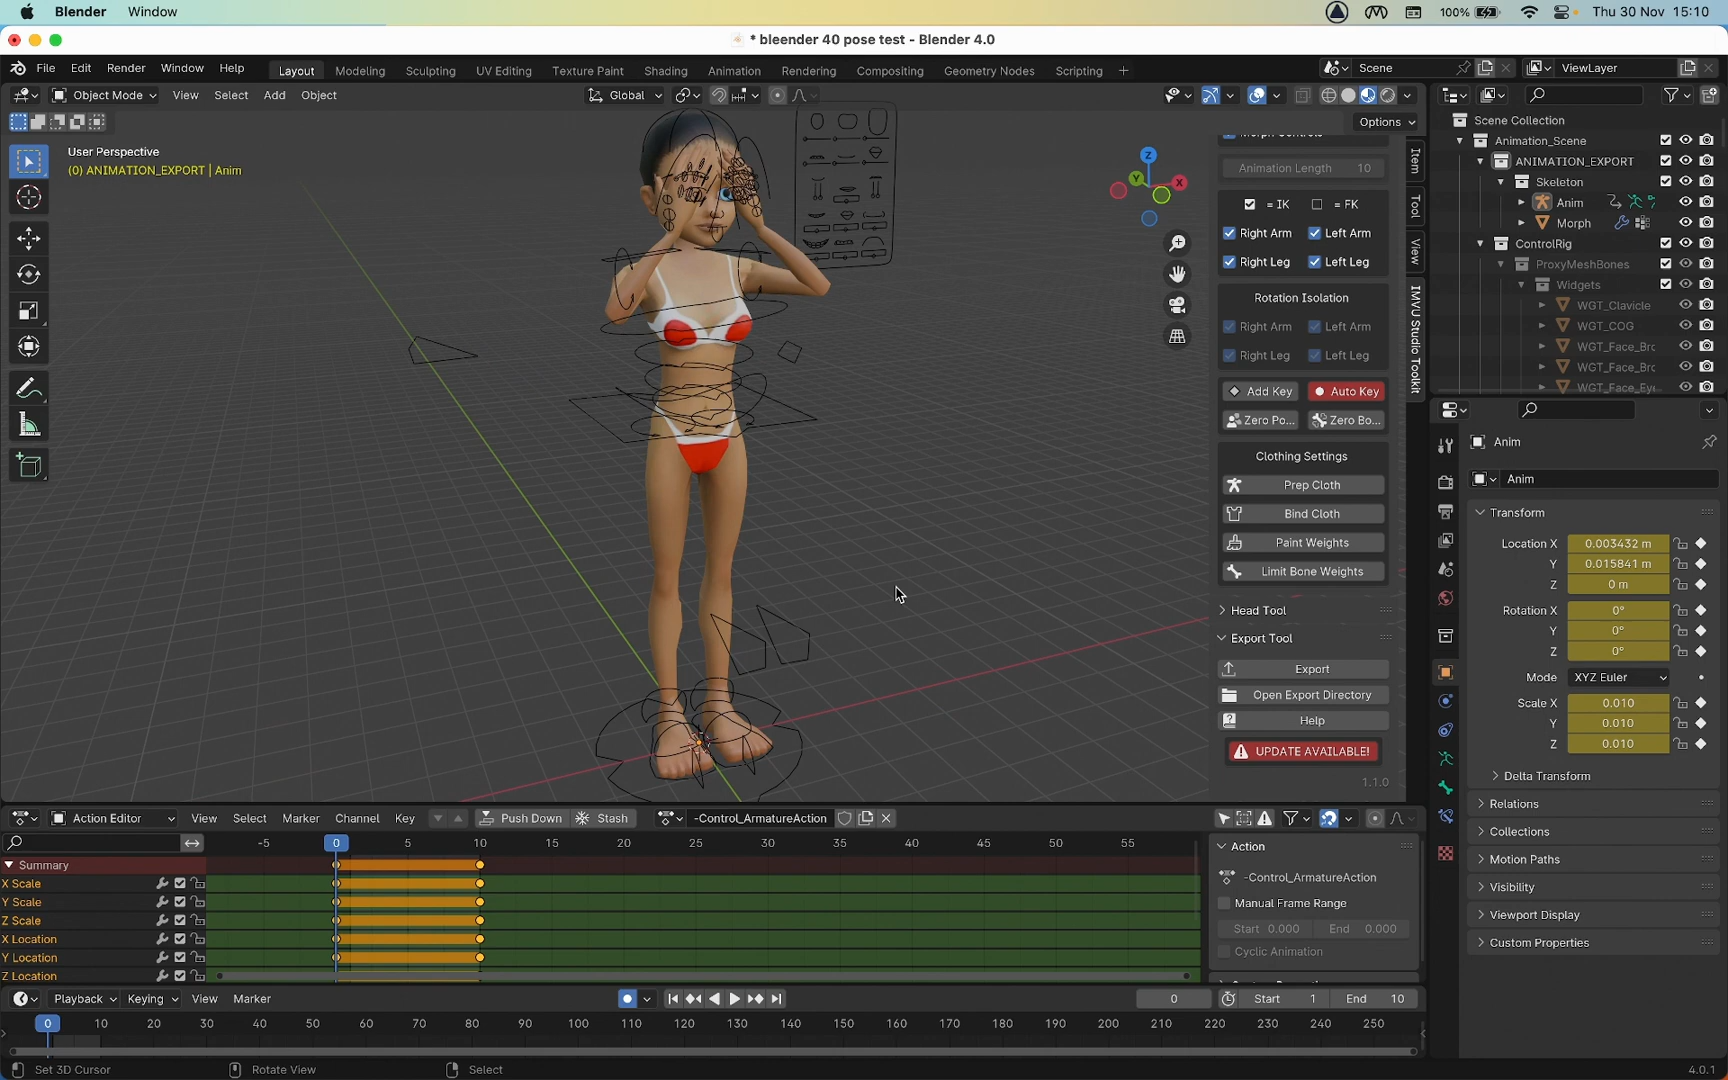 Blender Window 100% Thu 30 Nov 15:10
* bleender 40 pose test - Blender 4.0
File Edit Render Window Help Layout Modeling Sculpting UV Editing Texture Paint Shading Animation Rendering Compositing Geometry Nodes Scripting + Scene ViewLayer
Object Mode View Select Add Object Global
Options
User Perspective
(0) ANIMATION_EXPORT | Anim
Z
Y
X
Item
Tool
View
IMVU Studio Toolkit
Animation Length 10
= IK = FK
Right Arm Left Arm
Right Leg Left Leg
Rotation Isolation
Right Arm Left Arm
Right Leg Left Leg
Add Key Auto Key
Zero Po... Zero Bo...
Clothing Settings
Prep Cloth
Bind Cloth
Paint Weights
Limit Bone Weights
Head Tool
Export Tool
Export
Open Export Directory
Help
UPDATE AVAILABLE!
1.1.0
Scene Collection
Animation_Scene
ANIMATION_EXPORT
Skeleton
Anim
Morph
ControlRig
ProxyMeshBones
Widgets
WGT_Clavicle
WGT_COG
WGT_Face_Brc
WGT_Face_Brc
WGT_Face_Eye
Anim
Anim
Transform
Location X 0.003432 m
Y 0.015841 m
Z 0 m
Rotation X 0°
Y 0°
Z 0°
Mode XYZ Euler
Scale X 0.010
Y 0.010
Z 0.010
Delta Transform
Relations
Collections
Motion Paths
Visibility
Viewport Display
Custom Properties
Action Editor View Select Marker Channel Key Push Down Stash -Control_ArmatureAction
-5 0 5 10 15 20 25 30 35 40 45 50 55
Summary
X Scale
Y Scale
Z Scale
X Location
Y Location
Z Location
Action
-Control_ArmatureAction
Manual Frame Range
Start 0.000 End 0.000
Cyclic Animation
Playback Keying View Marker 0 Start 1 End 10
0 10 20 30 40 50 60 70 80 90 100 110 120 130 140 150 160 170 180 190 200 210 220 230 240 250
Set 3D Cursor Rotate View Select 4.0.1